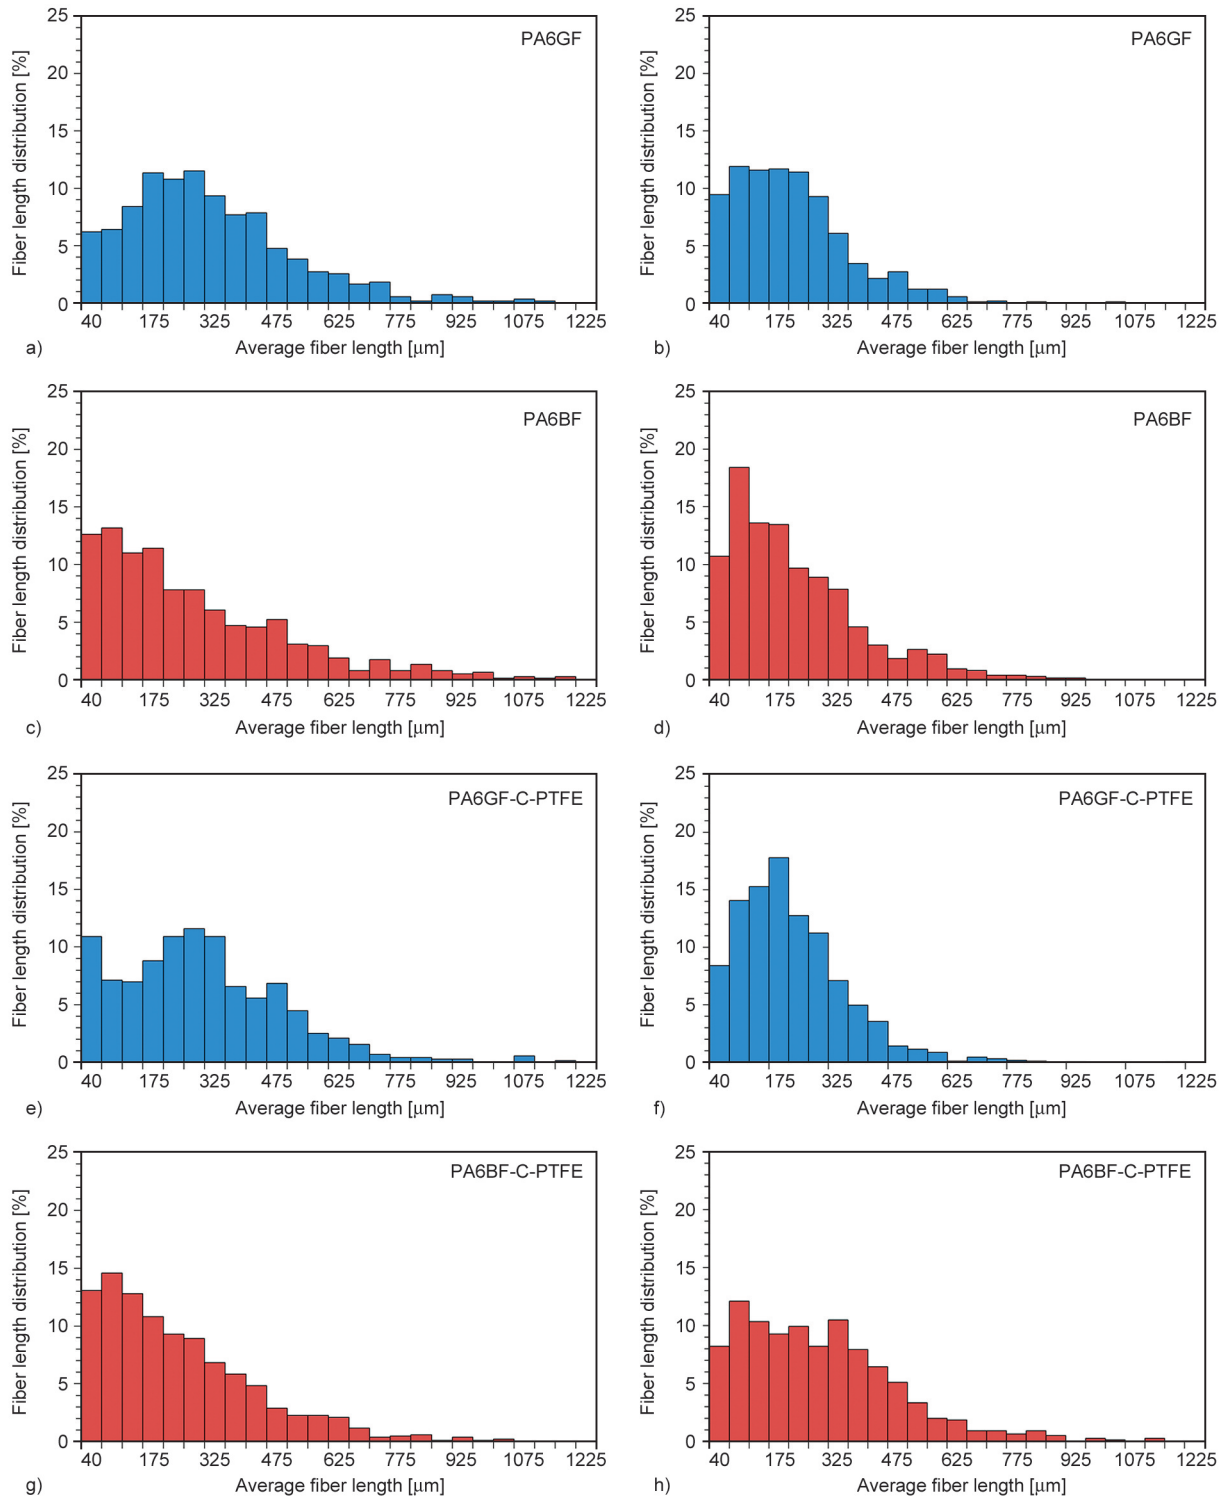 25
20
15
10
5
0
Fiber length distribution [%]
PA6GF
40 175 325 475 625 775 925 1075 1225
a) Average fiber length [μm]
25
20
15
10
5
0
Fiber length distribution [%]
PA6GF
40 175 325 475 625 775 925 1075 1225
b) Average fiber length [μm]
25
20
15
10
5
0
Fiber length distribution [%]
PA6BF
40 175 325 475 625 775 925 1075 1225
c) Average fiber length [μm]
25
20
15
10
5
0
Fiber length distribution [%]
PA6BF
40 175 325 475 625 775 925 1075 1225
d) Average fiber length [μm]
25
20
15
10
5
0
Fiber length distribution [%]
PA6GF-C-PTFE
40 175 325 475 625 775 925 1075 1225
e) Average fiber length [μm]
25
20
15
10
5
0
Fiber length distribution [%]
PA6GF-C-PTFE
40 175 325 475 625 775 925 1075 1225
f) Average fiber length [μm]
25
20
15
10
5
0
Fiber length distribution [%]
PA6BF-C-PTFE
40 175 325 475 625 775 925 1075 1225
g) Average fiber length [μm]
25
20
15
10
5
0
Fiber length distribution [%]
PA6BF-C-PTFE
40 175 325 475 625 775 925 1075 1225
h) Average fiber length [μm]